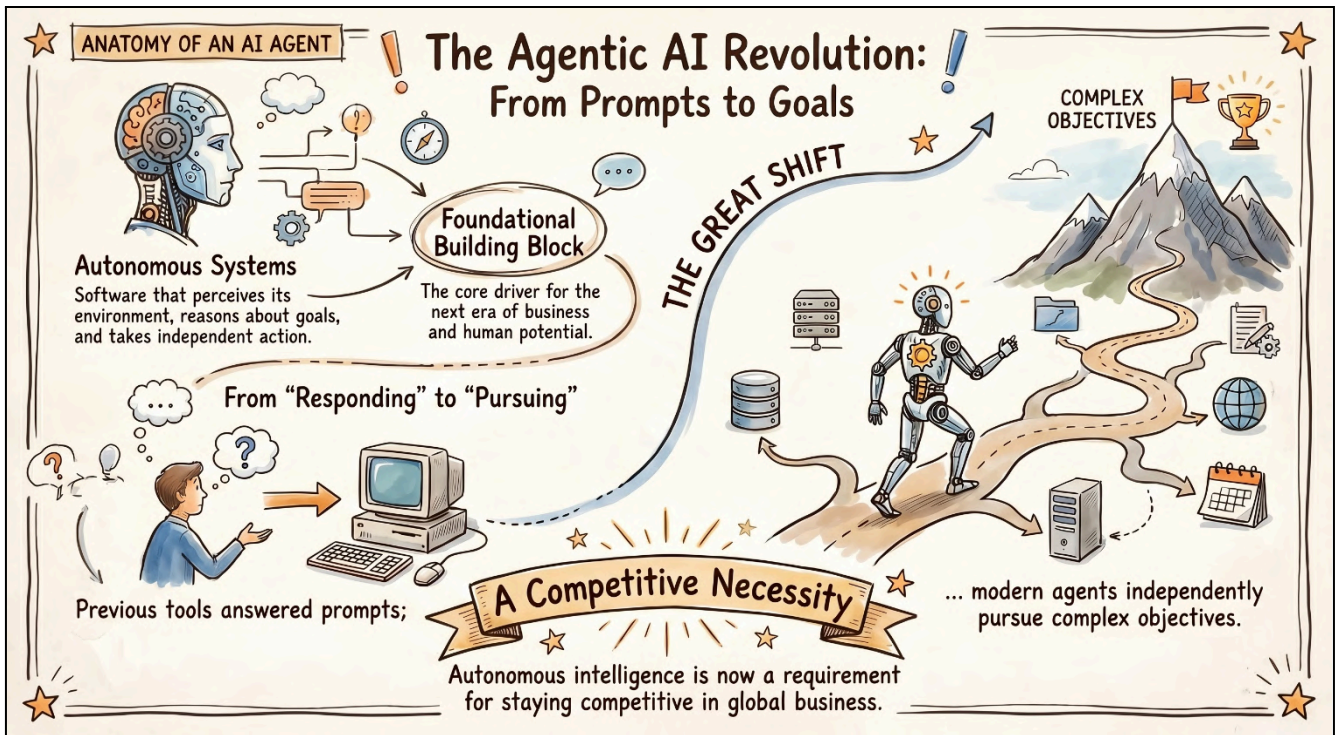 ANATOMY OF AN AI AGENT
The Agentic AI Revolution:
From Prompts to Goals
Autonomous Systems
Software that perceives its
environment, reasons about goals,
and takes independent action.
?
...
Foundational
Building Block
The core driver for the
next era of business
and human potential.
THE GREAT SHIFT
COMPLEX
OBJECTIVES
From “Responding” to “Pursuing”
...
?
?
Previous tools answered prompts;
... modern agents independently
pursue complex objectives.
A Competitive Necessity
Autonomous intelligence is now a requirement
for staying competitive in global business.